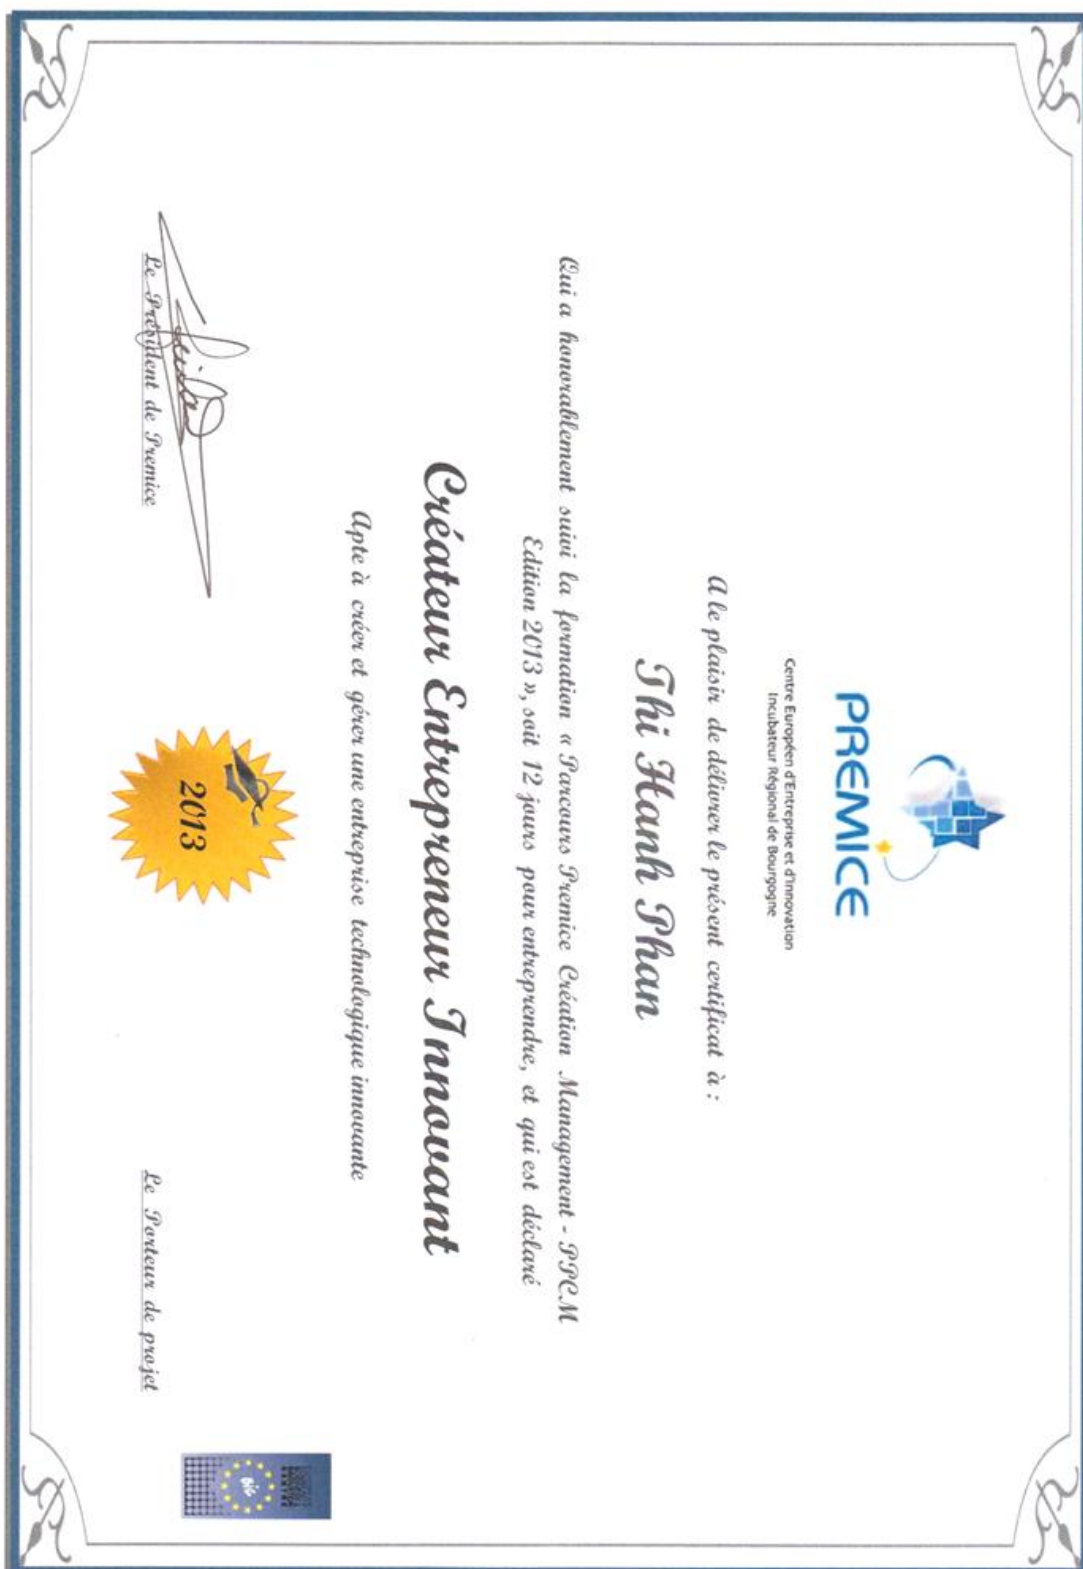 PREMICE
Centre Européen d'Entreprise et d'Innovation
Incubateur Régional de Bourgogne
A le plaisir de délivrer le présent certificat à :
Thi Hanh Phan
Qui a honorablement suivi la formation « Parcours Premice Création Management - PPCM
Edition 2013 », soit 12 jours pour entreprendre, et qui est déclaré
Créateur Entrepreneur Innovant
Apte à créer et gérer une entreprise technologique innovante
Le Président de Premice
2013
Le Porteur de projet
BIC